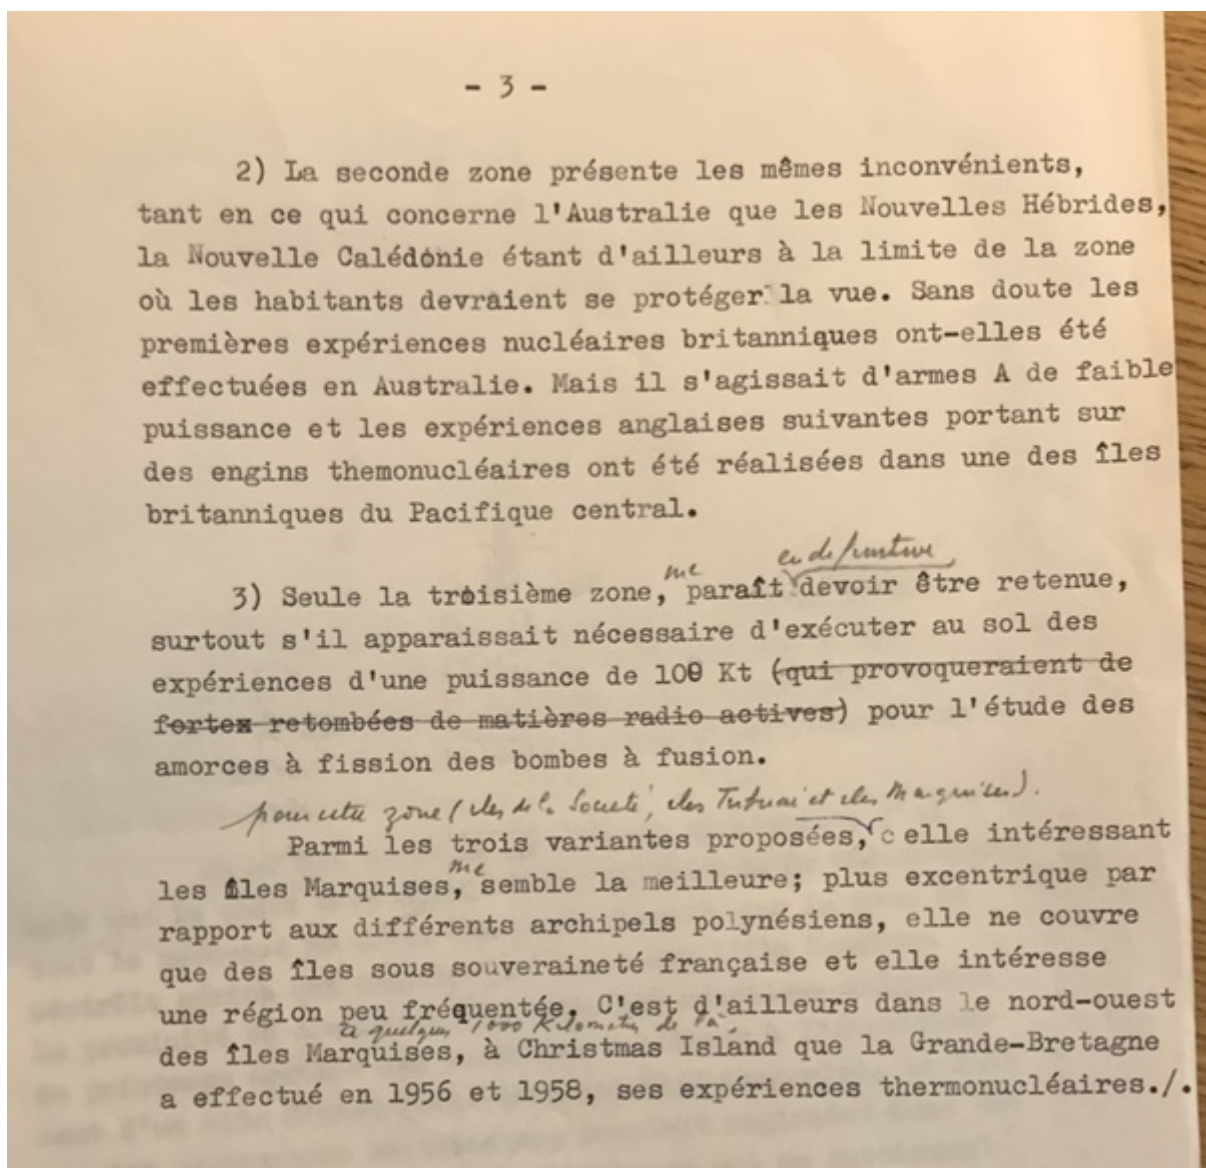 - 3 -
2) La seconde zone présente les mêmes inconvénients,
tant en ce qui concerne l'Australie que les Nouvelles Hébrides,
la Nouvelle Calédonie étant d'ailleurs à la limite de la zone
où les habitants devraient se protéger la vue. Sans doute les
premières expériences nucléaires britanniques ont-elles été
effectuées en Australie. Mais il s'agissait d'armes A de faible
puissance et les expériences anglaises suivantes portant sur
des engins themonucléaires ont été réalisées dans une des îles
britanniques du Pacifique central.
me en définitive
3) Seule la troisième zone, paraît devoir être retenue,
surtout s'il apparaissait nécessaire d'exécuter au sol des
expériences d'une puissance de 100 Kt (qui provoqueraient de
fortes retombées de matières radio actives) pour l'étude des
amorces à fission des bombes à fusion.
pour cette zone (îles de la Société, îles Tubuai et îles Marquises).
Parmi les trois variantes proposées, celle intéressant
me
les îles Marquises, semble la meilleure; plus excentrique par
rapport aux différents archipels polynésiens, elle ne couvre
que des îles sous souveraineté française et elle intéresse
une région peu fréquentée. C'est d'ailleurs dans le nord-ouest
à quelques 1000 Kilomètres de là,
des îles Marquises, à Christmas Island que la Grande-Bretagne
a effectué en 1956 et 1958, ses expériences thermonucléaires./.